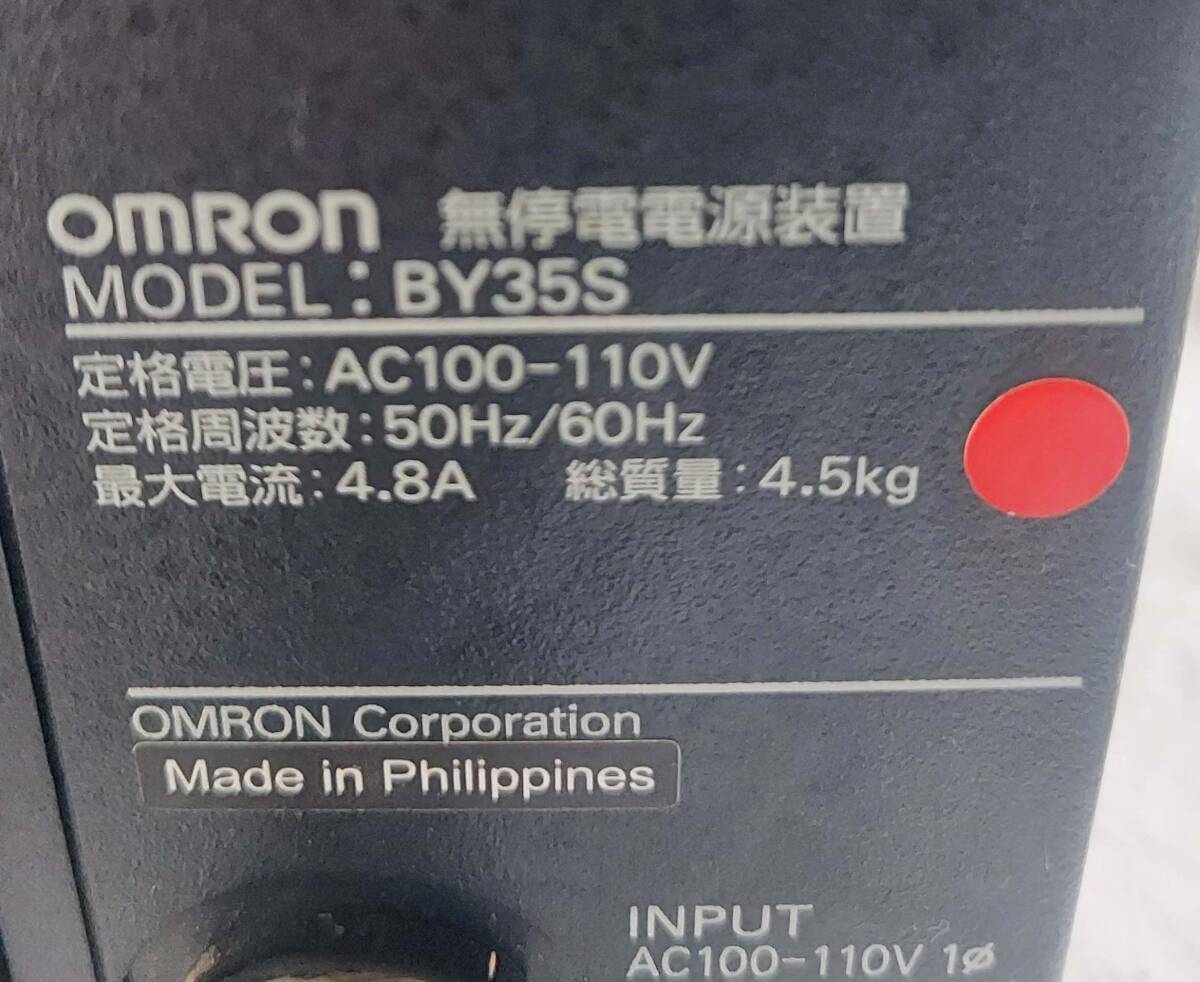 OMRON 無停電電源装置
MODEL：BY35S
定格電圧：AC100-110V
定格周波数：50Hz/60Hz
最大電流：4.8A 総質量：4.5kg
OMRON Corporation
Made in Philippines
INPUT
AC100-110V 1ø